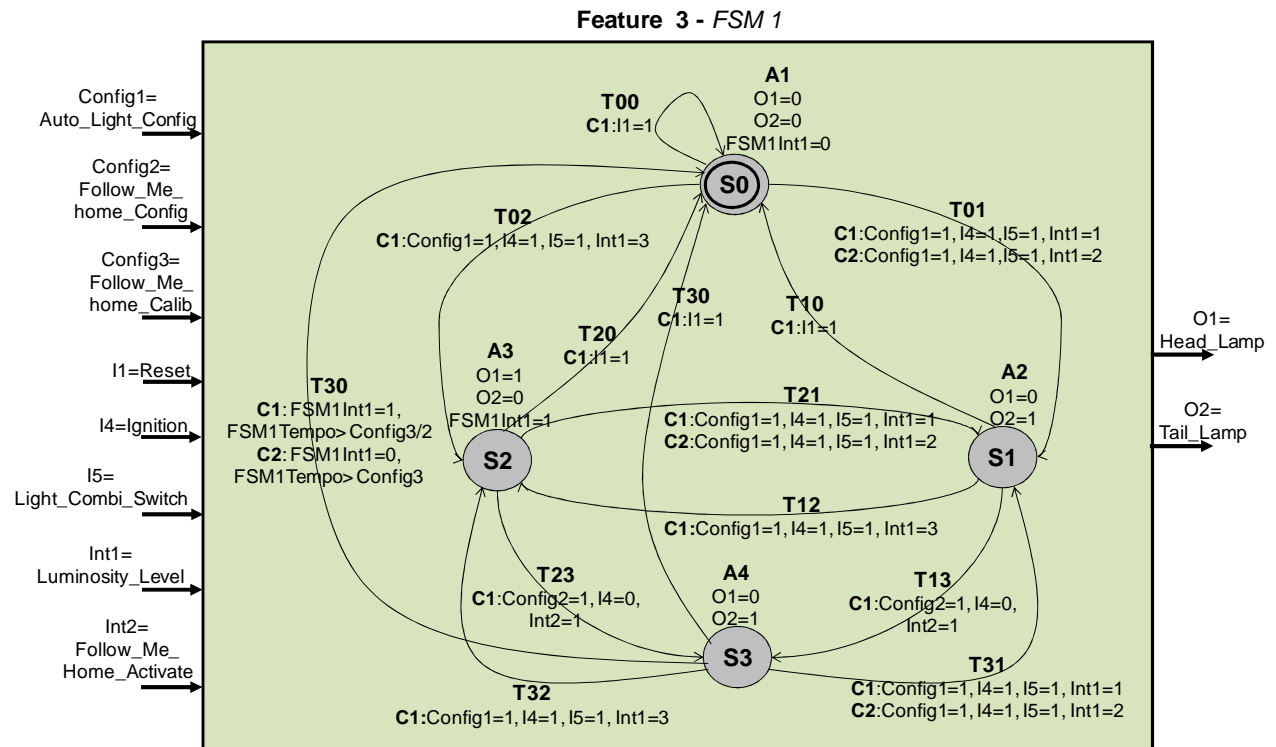 Feature 3 - FSM 1
Config1=
Auto_Light_Config
Config2=
Follow_Me_
home_Config
Config3=
Follow_Me_
home_Calib
I1=Reset
I4=Ignition
I5=
Light_Combi_Switch
Int1=
Luminosity_Level
Int2=
Follow_Me_
Home_Activate
A1
O1=0
O2=0
FSM1Int1=0
T00
C1:I1=1
S0
T02
C1:Config1=1, I4=1, I5=1, Int1=3
T01
C1:Config1=1, I4=1, I5=1, Int1=1
C2:Config1=1, I4=1, I5=1, Int1=2
T30
C1:I1=1
T10
C1:I1=1
T20
C1:I1=1
A3
O1=1
O2=0
FSM1Int1=1
S2
A2
O1=0
O2=1
S1
T30
C1: FSM1Int1=1,
FSM1Tempo> Config3/2
C2: FSM1Int1=0,
FSM1Tempo> Config3
T21
C1:Config1=1, I4=1, I5=1, Int1=1
C2:Config1=1, I4=1, I5=1, Int1=2
T12
C1:Config1=1, I4=1, I5=1, Int1=3
T23
C1:Config2=1, I4=0,
Int2=1
A4
O1=0
O2=1
S3
T13
C1:Config2=1, I4=0,
Int2=1
T32
C1:Config1=1, I4=1, I5=1, Int1=3
T31
C1:Config1=1, I4=1, I5=1, Int1=1
C2:Config1=1, I4=1, I5=1, Int1=2
O1=
Head_Lamp
O2=
Tail_Lamp